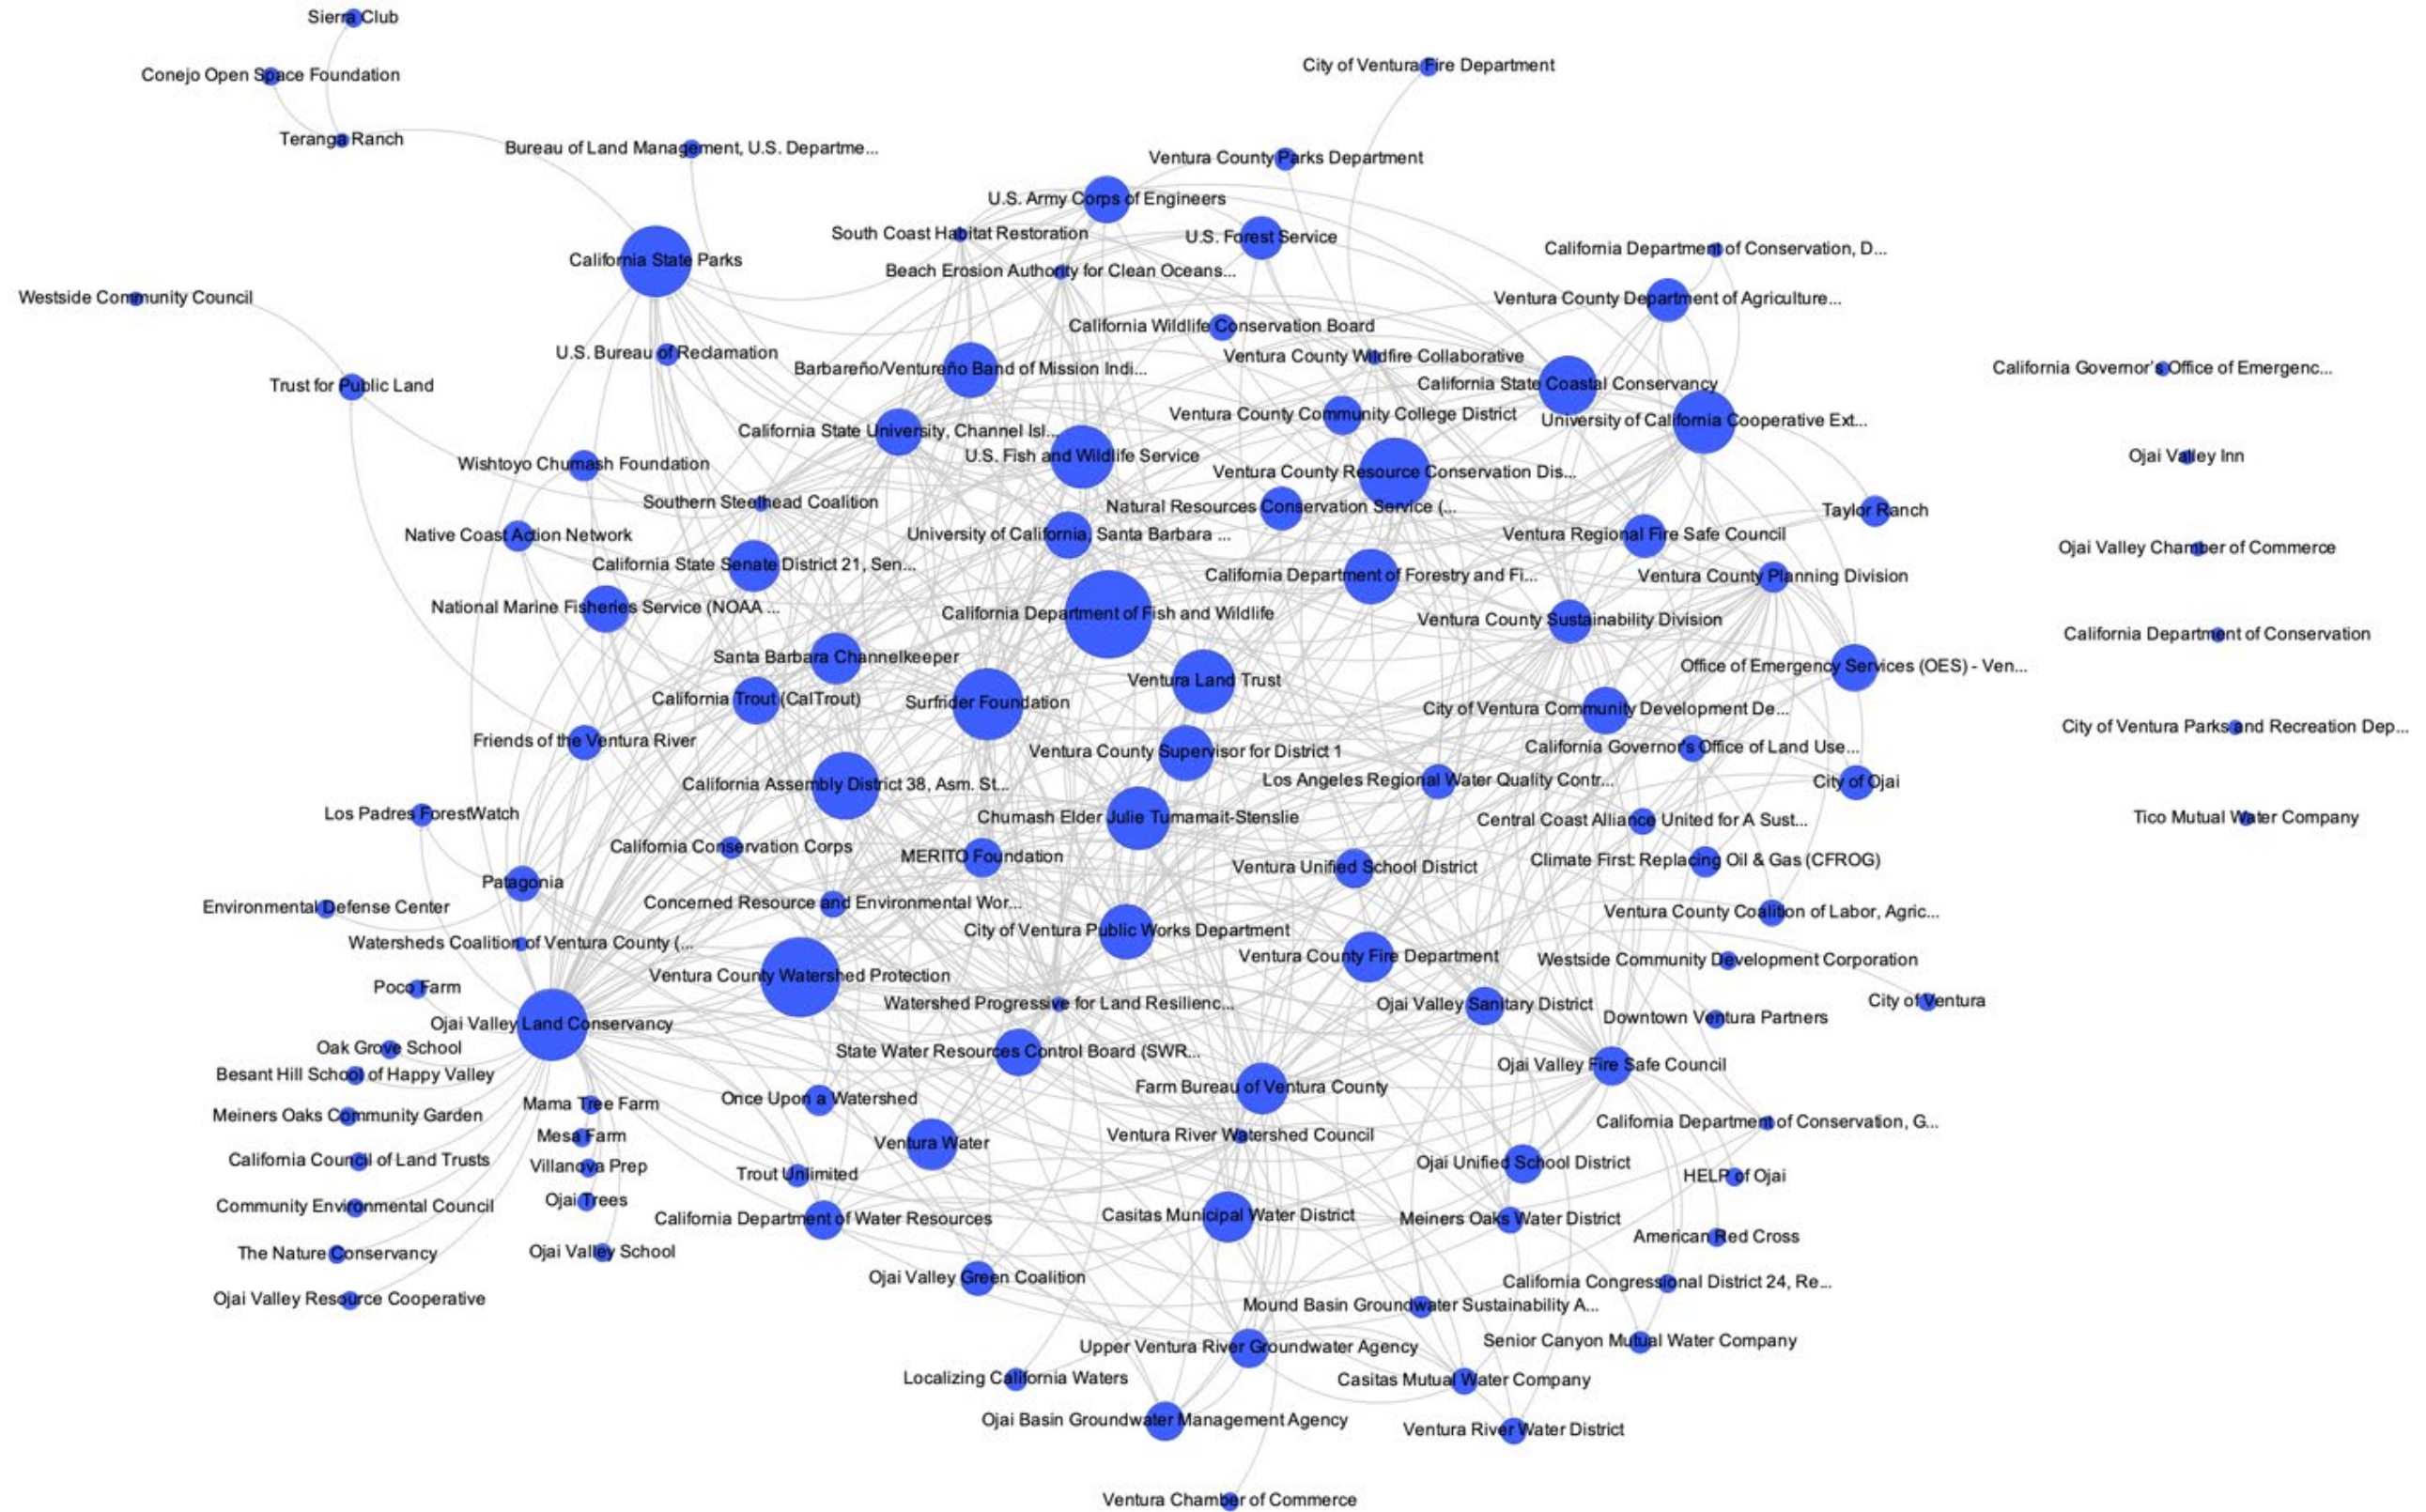 Sierra Club
City of Ventura Fire Department
Conejo Open Space Foundation
Teranga Ranch
Bureau of Land Management, U.S. Departme...
Ventura County Parks Department
U.S. Army Corps of Engineers
South Coast Habitat Restoration
U.S. Forest Service
California Department of Conservation, D...
California State Parks
Beach Erosion Authority for Clean Oceans...
Westside Community Council
Ventura County Department of Agriculture...
California Wildlife Conservation Board
U.S. Bureau of Reclamation
Ventura County Wildfire Collaborative
Barbareño/Ventureño Band of Mission Indi...
California Governor's Office of Emergenc...
Trust for Public Land
California State Coastal Conservancy
Ventura County Community College District
University of California Cooperative Ext...
California State University, Channel Isl...
U.S. Fish and Wildlife Service
Ojai Valley Inn
Wishtoyo Chumash Foundation
Ventura County Resource Conservation Dis...
Southern Steelhead Coalition
Natural Resources Conservation Service (...
Taylor Ranch
Native Coast Action Network
University of California, Santa Barbara ...
Ventura Regional Fire Safe Council
Ojai Valley Chamber of Commerce
California State Senate District 21, Sen...
California Department of Forestry and Fi...
Ventura County Planning Division
National Marine Fisheries Service (NOAA ...
California Department of Fish and Wildlife
Ventura County Sustainability Division
California Department of Conservation
Santa Barbara Channelkeeper
Office of Emergency Services (OES) - Ven...
Ventura Land Trust
California Trout (CalTrout)
Surfrider Foundation
City of Ventura Community Development De...
City of Ventura Parks and Recreation Dep...
Friends of the Ventura River
Ventura County Supervisor for District 1
California Governor's Office of Land Use...
California Assembly District 38, Asm. St...
Los Angeles Regional Water Quality Contr...
City of Ojai
Los Padres ForestWatch
Chumash Elder Julie Tumamait-Stenslie
Central Coast Alliance United for A Sust...
Tico Mutual Water Company
California Conservation Corps
MERITO Foundation
Ventura Unified School District
Climate First: Replacing Oil & Gas (CFROG)
Patagonia
Environmental Defense Center
Concerned Resource and Environmental Wor...
Ventura County Coalition of Labor, Agric...
City of Ventura Public Works Department
Watersheds Coalition of Ventura County (...
Ventura County Fire Department
Westside Community Development Corporation
Ventura County Watershed Protection
Poco Farm
Watershed Progressive for Land Resilienc...
Ojai Valley Sanitary District
City of Ventura
Ojai Valley Land Conservancy
Downtown Ventura Partners
Oak Grove School
State Water Resources Control Board (SWR...
Ojai Valley Fire Safe Council
Besant Hill School of Happy Valley
Farm Bureau of Ventura County
Mama Tree Farm
Once Upon a Watershed
Meiners Oaks Community Garden
California Department of Conservation, G...
Mesa Farm
Ventura Water
Ventura River Watershed Council
California Council of Land Trusts
Villanova Prep
Trout Unlimited
Ojai Unified School District
HELP of Ojai
Community Environmental Council
Ojai Trees
California Department of Water Resources
Casitas Municipal Water District
Meiners Oaks Water District
American Red Cross
The Nature Conservancy
Ojai Valley School
Ojai Valley Green Coalition
California Congressional District 24, Re...
Ojai Valley Resource Cooperative
Mound Basin Groundwater Sustainability A...
Upper Ventura River Groundwater Agency
Senior Canyon Mutual Water Company
Localizing California Waters
Casitas Mutual Water Company
Ojai Basin Groundwater Management Agency
Ventura River Water District
Ventura Chamber of Commerce